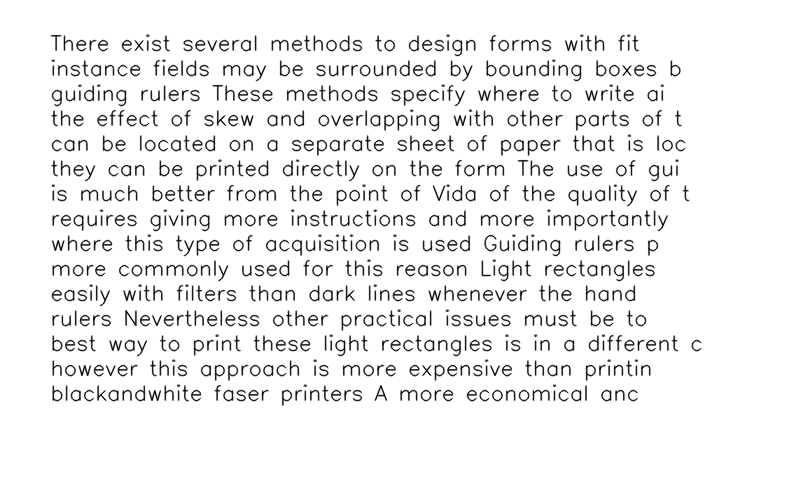 There exist several methods to design forms with fit
instance fields may be surrounded by bounding boxes b
guiding rulers These methods specify where to write ai
the effect of skew and overlapping with other parts of t
can be located on a separate sheet of paper that is loc
they can be printed directly on the form The use of gui
is much better from the point of Vida of the quality of t
requires giving more instructions and more importantly
where this type of acquisition is used Guiding rulers p
more commonly used for this reason Light rectangles
easily with filters than dark lines whenever the hand
rulers Nevertheless other practical issues must be to
best way to print these light rectangles is in a different c
however this approach is more expensive than printin
blackandwhite faser printers A more economical anc